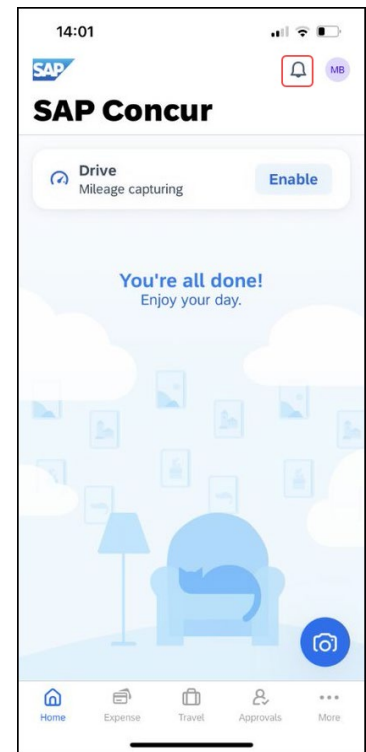 14:01
SAP
MB
SAP Concur
Drive
Mileage capturing
Enable
You're all done!
Enjoy your day.
Home
Expense
Travel
Approvals
More